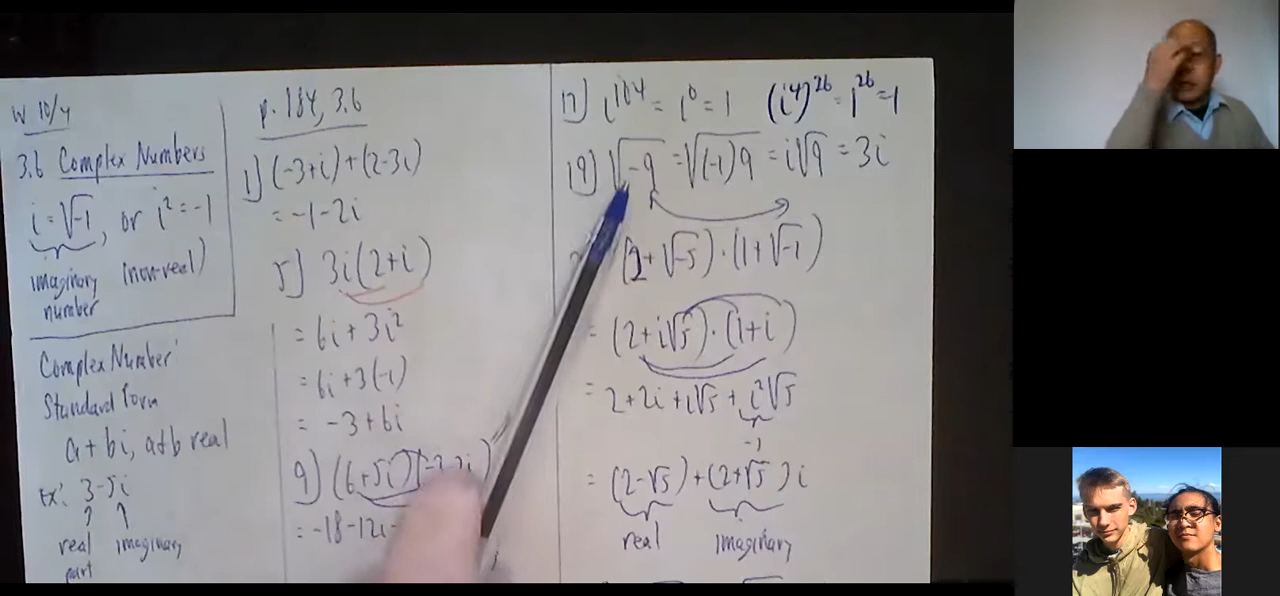 W 10/4
3.6 Complex Numbers
i = √-1, or i² = -1
imaginary (non-real)
number
Complex Number:
Standard Form
a + bi, a+b real
Ex: 3-5i
real imaginary
part
p. 184, 3.6
1) (-3+i)+(2-3i)
= -1-2i
5) 3i(2+i)
= 6i + 3i²
= 6i + 3(-1)
= -3+6i
9) (6+5i)
= -18-12i
17) i¹⁰⁴ = i⁰ = 1 (i⁴)²⁶ = 1²⁶ = 1
19) √-9 = √(-1)9 = i√9 = 3i
(2+√-5)·(1+√-1)
= (2+i√5)·(1+i)
= 2+2i+i√5+i²√5
-1
= (2-√5)+(2+√5)i
real imaginary